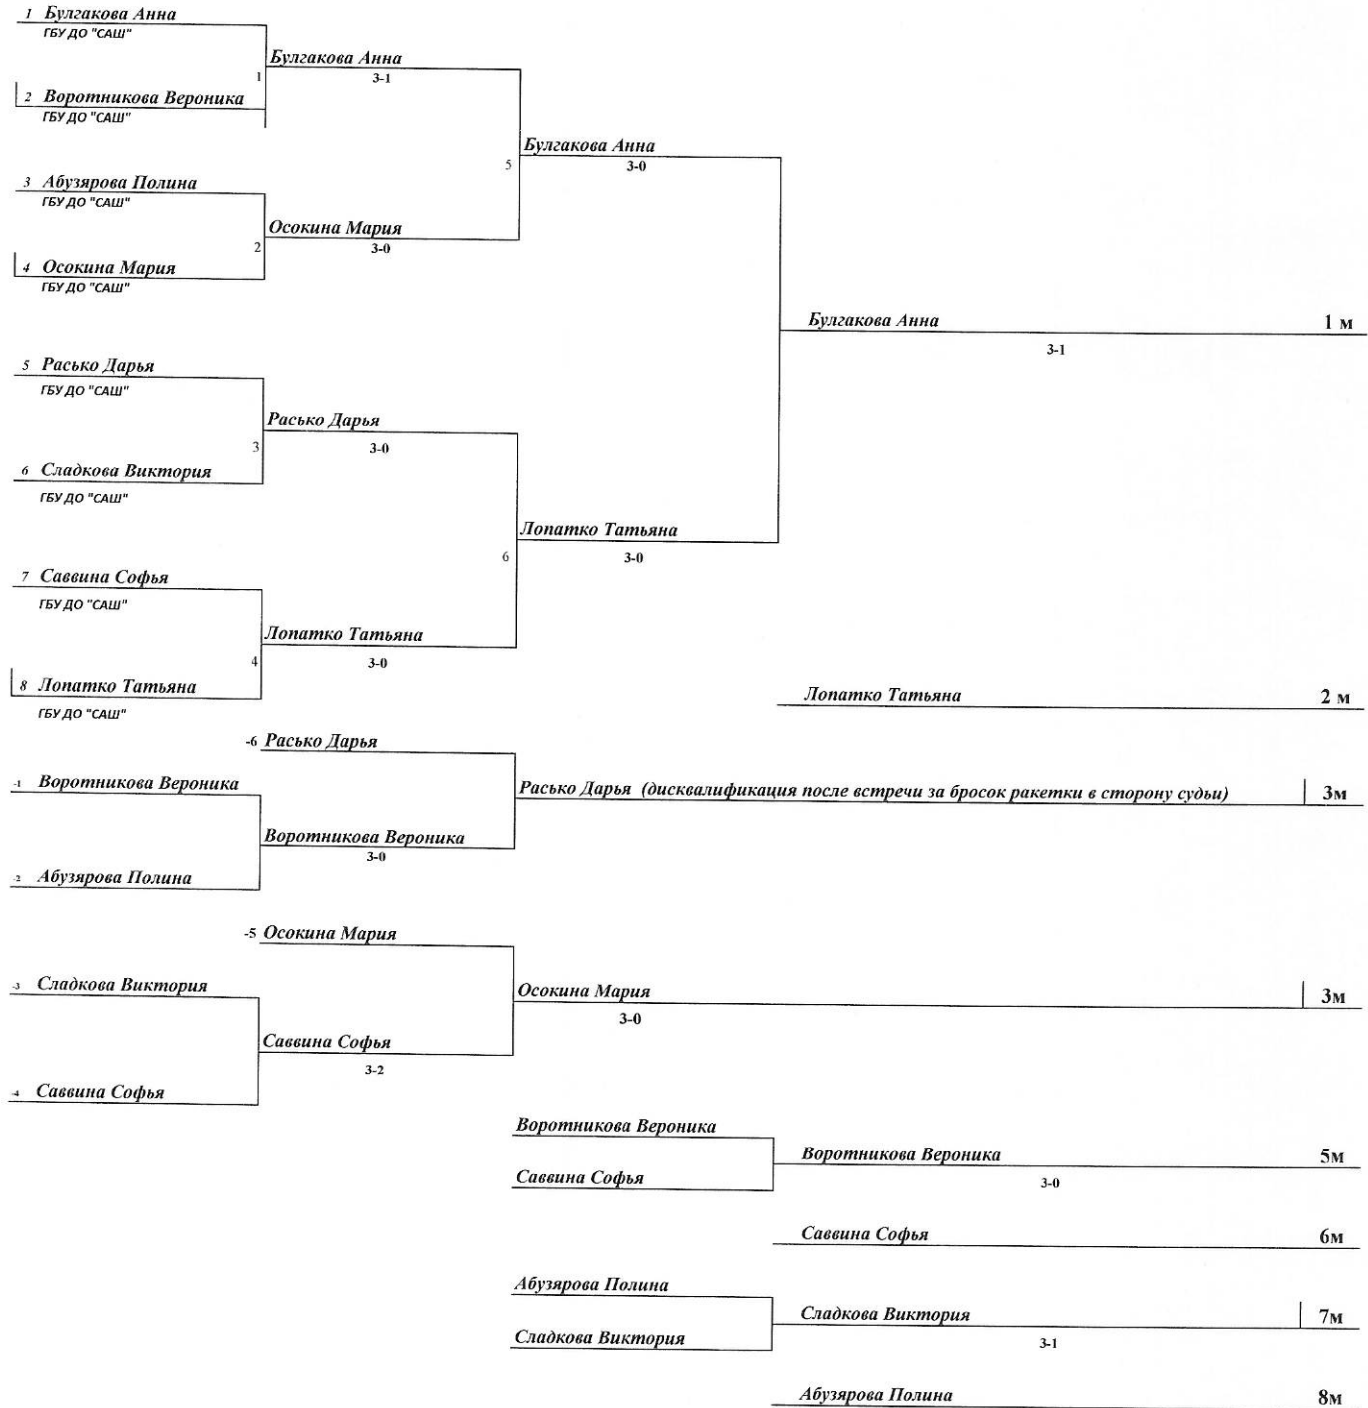 1 Булгакова Анна
ГБУ ДО "САШ"
Булгакова Анна
1
3-1
2 Воротникова Вероника
ГБУ ДО "САШ"
Булгакова Анна
5
3-0
3 Абузярова Полина
ГБУ ДО "САШ"
Осокина Мария
2
3-0
4 Осокина Мария
ГБУ ДО "САШ"
Булгакова Анна 1 м
3-1
5 Расько Дарья
ГБУ ДО "САШ"
Расько Дарья
3
3-0
6 Сладкова Виктория
ГБУ ДО "САШ"
Лопатко Татьяна
6
3-0
7 Саввина Софья
ГБУ ДО "САШ"
Лопатко Татьяна
4
3-0
8 Лопатко Татьяна
ГБУ ДО "САШ"
Лопатко Татьяна 2 м
-6 Расько Дарья
-1 Воротникова Вероника
Расько Дарья (дисквалификация после встречи за бросок ракетки в сторону судьи) 3м
Воротникова Вероника
3-0
-2 Абузярова Полина
-5 Осокина Мария
-3 Сладкова Виктория
Осокина Мария 3м
3-0
Саввина Софья
3-2
-4 Саввина Софья
Воротникова Вероника
Воротникова Вероника 5м
3-0
Саввина Софья
Саввина Софья 6м
Абузярова Полина
Сладкова Виктория 7м
3-1
Сладкова Виктория
Абузярова Полина 8м